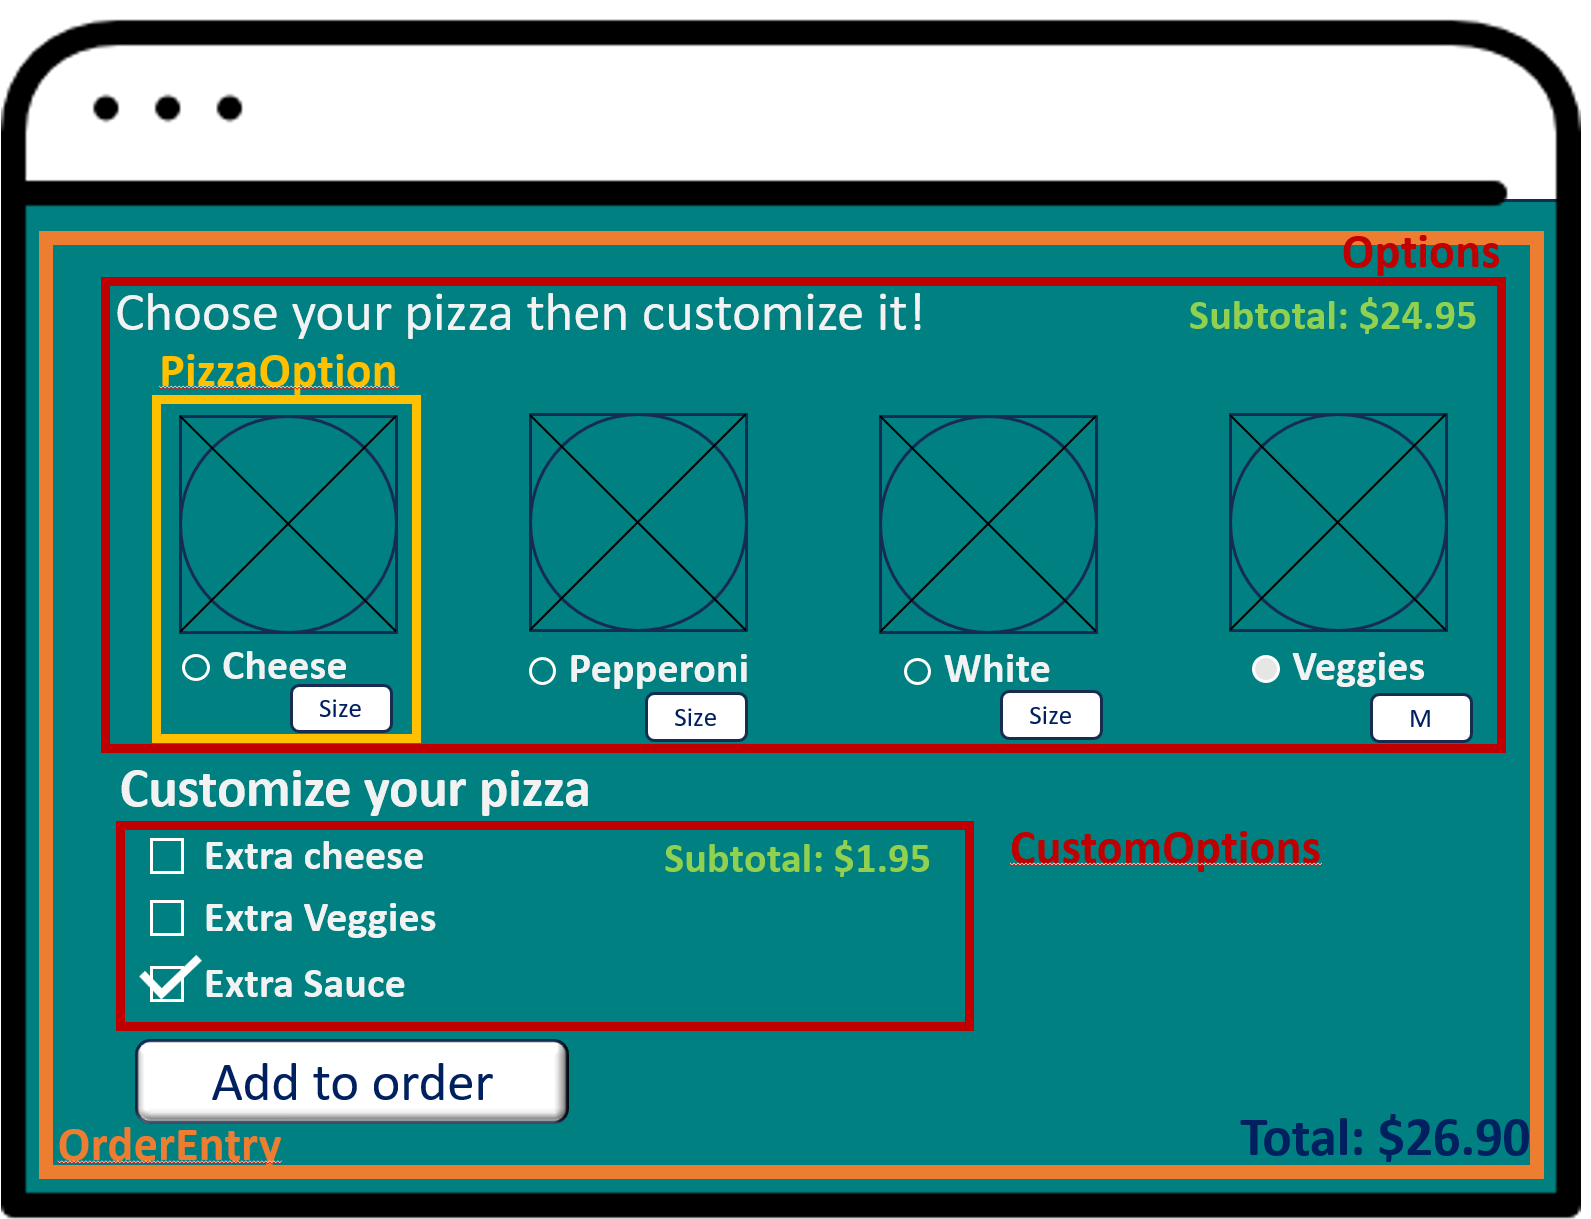 Options
Choose your pizza then customize it!
Subtotal: $24.95
PizzaOption
Cheese
Pepperoni
White
Veggies
Size
Size
Size
M
Customize your pizza
Extra cheese
Subtotal: $1.95
CustomOptions
Extra Veggies
Extra Sauce
Add to order
OrderEntry
Total: $26.90